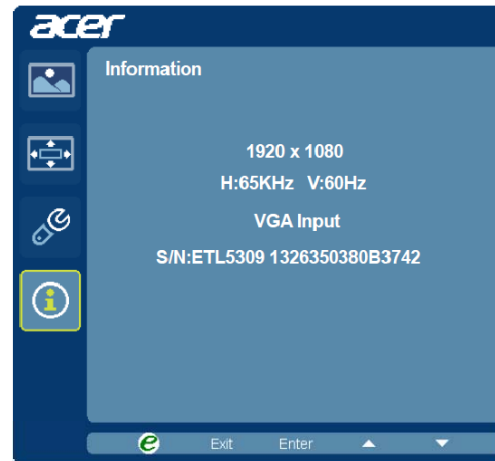 acer
Information
1920 x 1080
H:65KHz V:60Hz
VGA Input
S/N:ETL5309 1326350380B3742
e Exit Enter